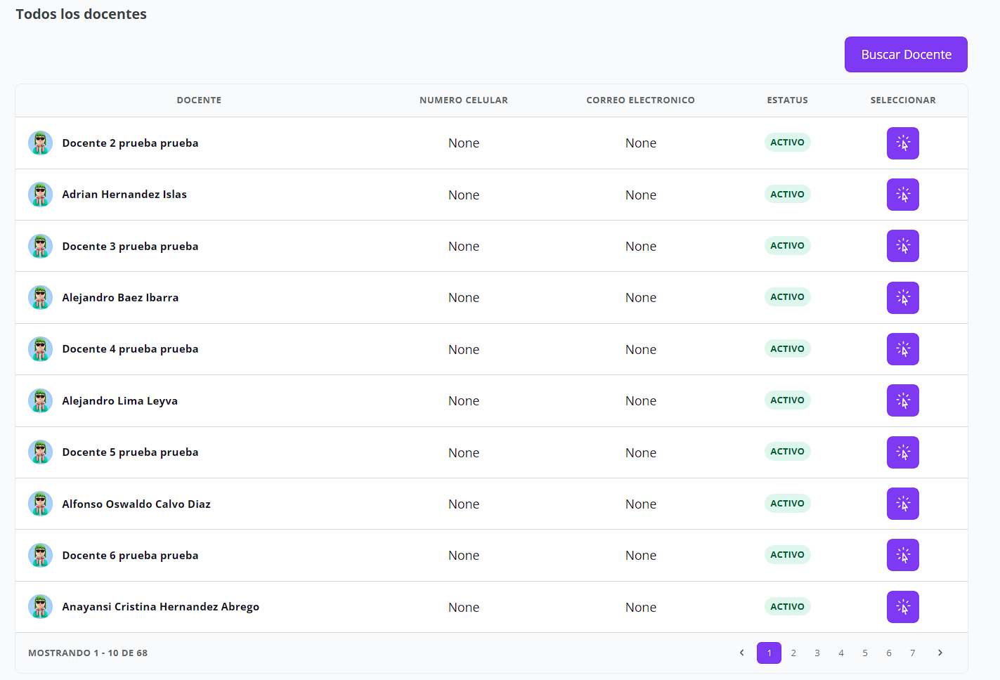 Todos los docentes
Buscar Docente
DOCENTE NUMERO CELULAR CORREO ELECTRONICO ESTATUS SELECCIONAR
Docente 2 prueba prueba None None ACTIVO
Adrian Hernandez Islas None None ACTIVO
Docente 3 prueba prueba None None ACTIVO
Alejandro Baez Ibarra None None ACTIVO
Docente 4 prueba prueba None None ACTIVO
Alejandro Lima Leyva None None ACTIVO
Docente 5 prueba prueba None None ACTIVO
Alfonso Oswaldo Calvo Diaz None None ACTIVO
Docente 6 prueba prueba None None ACTIVO
Anayansi Cristina Hernandez Abrego None None ACTIVO
MOSTRANDO 1 - 10 DE 68 1 2 3 4 5 6 7